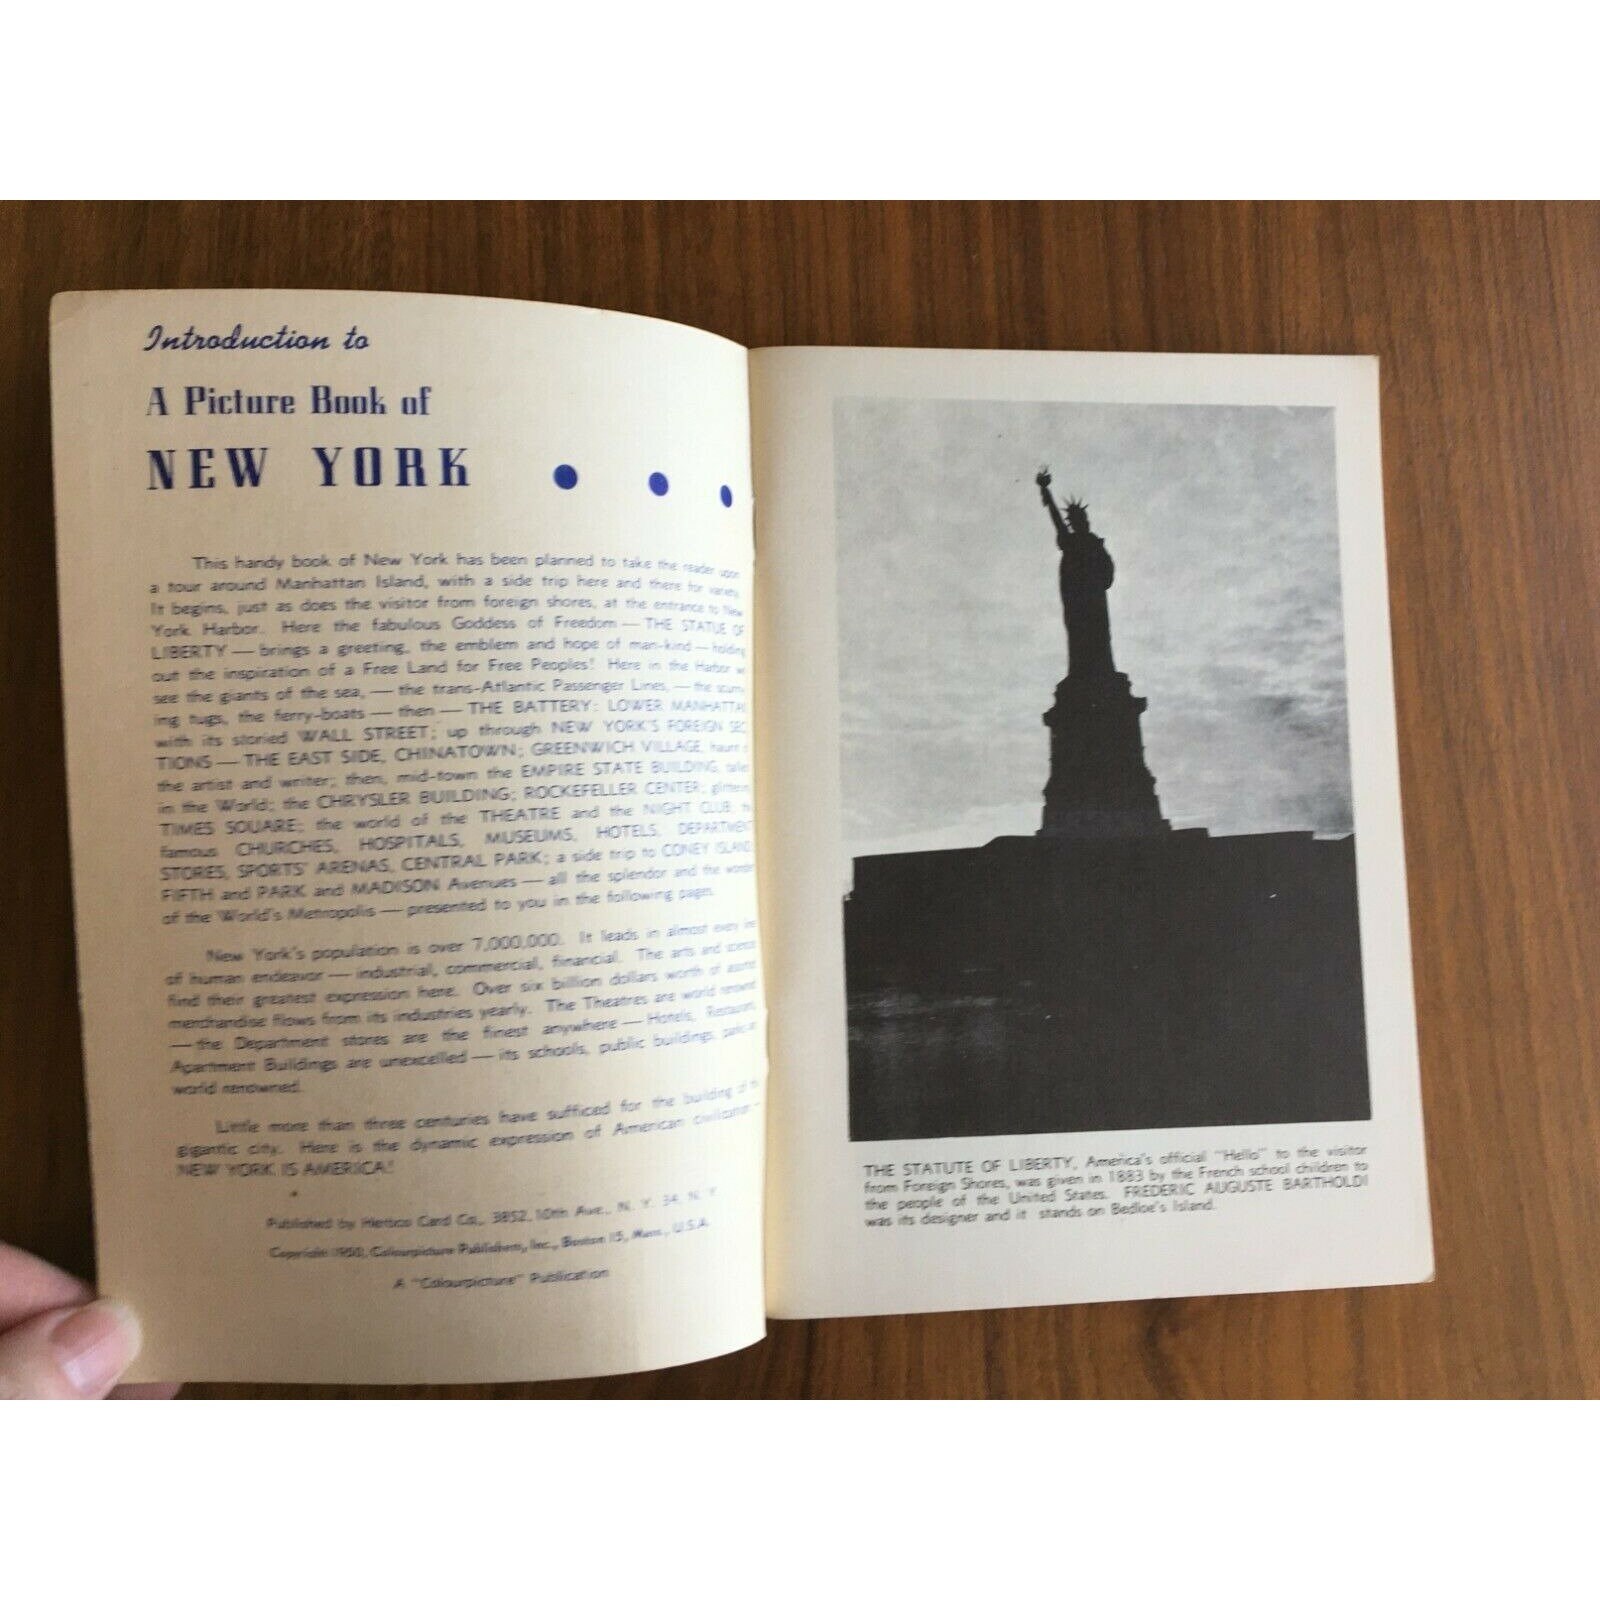 Introduction to
A Picture Book of
NEW YORK
This handy book of New York has been planned to take the reader upon
a tour around Manhattan Island, with a side trip here and there for variety.
It begins, just as does the visitor from foreign shores, at the entrance to New
York Harbor. Here the fabulous Goddess of Freedom — THE STATUE OF
LIBERTY — brings a greeting, the emblem and hope of man-kind — holding
out the inspiration of a Free Land for Free Peoples! Here in the Harbor
see the giants of the sea, — the trans-Atlantic Passenger Lines, — the
ing tugs, the ferry-boats — then — THE BATTERY: LOWER MANHATTAN
with its storied WALL STREET; up through NEW YORK'S FOREIGN SEC
TIONS — THE EAST SIDE, CHINATOWN; GREENWICH VILLAGE, haunt
the artist and writer; then, mid-town the EMPIRE STATE BUILDING,
in the World; the CHRYSLER BUILDING; ROCKEFELLER CENTER;
TIMES SQUARE; the world of the THEATRE and the NIGHT CLUB;
famous CHURCHES, HOSPITALS, MUSEUMS, HOTELS, DEPARTMENT
STORES, SPORTS' ARENAS, CENTRAL PARK; a side trip to CONEY ISLAND
FIFTH and PARK and MADISON Avenues — all the splendor and the wonder
of the World's Metropolis — presented to you in the following pages.
New York's population is over 7,000,000. It leads in almost every
of human endeavor — industrial, commercial, financial. The arts and
find their greatest expression here. Over six billion dollars worth of
merchandise flows from its industries yearly. The Theatres are world renowned
— the Department stores are the finest anywhere — Hotels,
Apartment Buildings are unexcelled — its schools, public buildings,
world renowned.
Little more than three centuries have sufficed for the building of
gigantic city. Here is the dynamic expression of American civilization —
NEW YORK IS AMERICA!
Published by Herbco Card Co., 3852 10th Ave., N. Y. 34, N. Y.
Copyright 1950, Colourpicture Publishers, Inc., Boston 15, Mass., U.S.A.
A "Colourpicture" Publication
THE STATUTE OF LIBERTY, America's official "Hello" to the visitor
from Foreign Shores, was given in 1883 by the French school children to
the people of the United States. FREDERIC AUGUSTE BARTHOLDI
was its designer and it stands on Bedloe's Island.